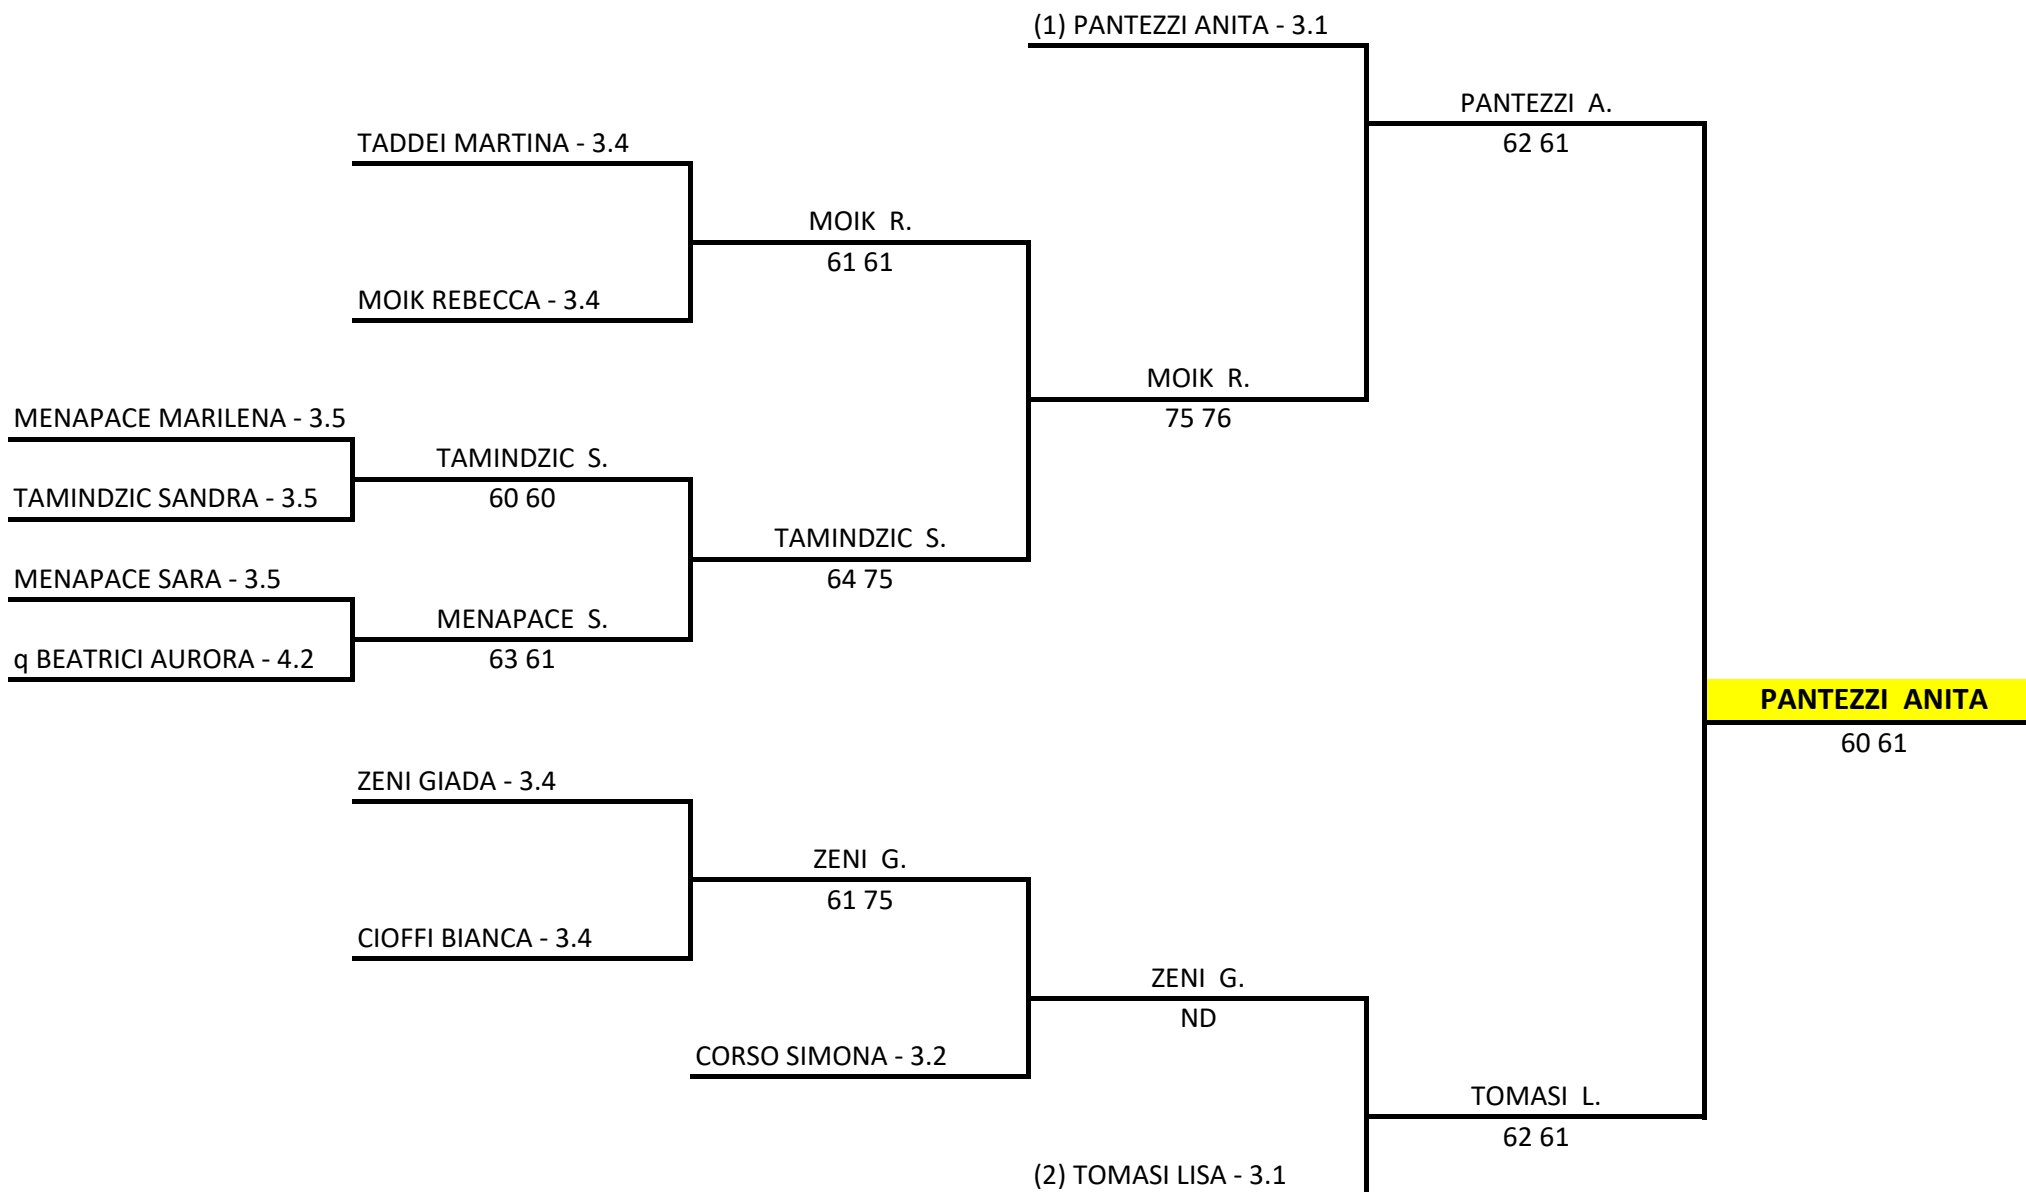 (1) PANTEZZI ANITA - 3.1
PANTEZZI A.
62 61
TADDEI MARTINA - 3.4
MOIK R.
61 61
MOIK REBECCA - 3.4
MOIK R.
75 76
MENAPACE MARILENA - 3.5
TAMINDZIC S.
60 60
TAMINDZIC SANDRA - 3.5
TAMINDZIC S.
64 75
MENAPACE SARA - 3.5
MENAPACE S.
63 61
q BEATRICI AURORA - 4.2
PANTEZZI ANITA
60 61
ZENI GIADA - 3.4
ZENI G.
61 75
CIOFFI BIANCA - 3.4
ZENI G.
ND
CORSO SIMONA - 3.2
TOMASI L.
62 61
(2) TOMASI LISA - 3.1